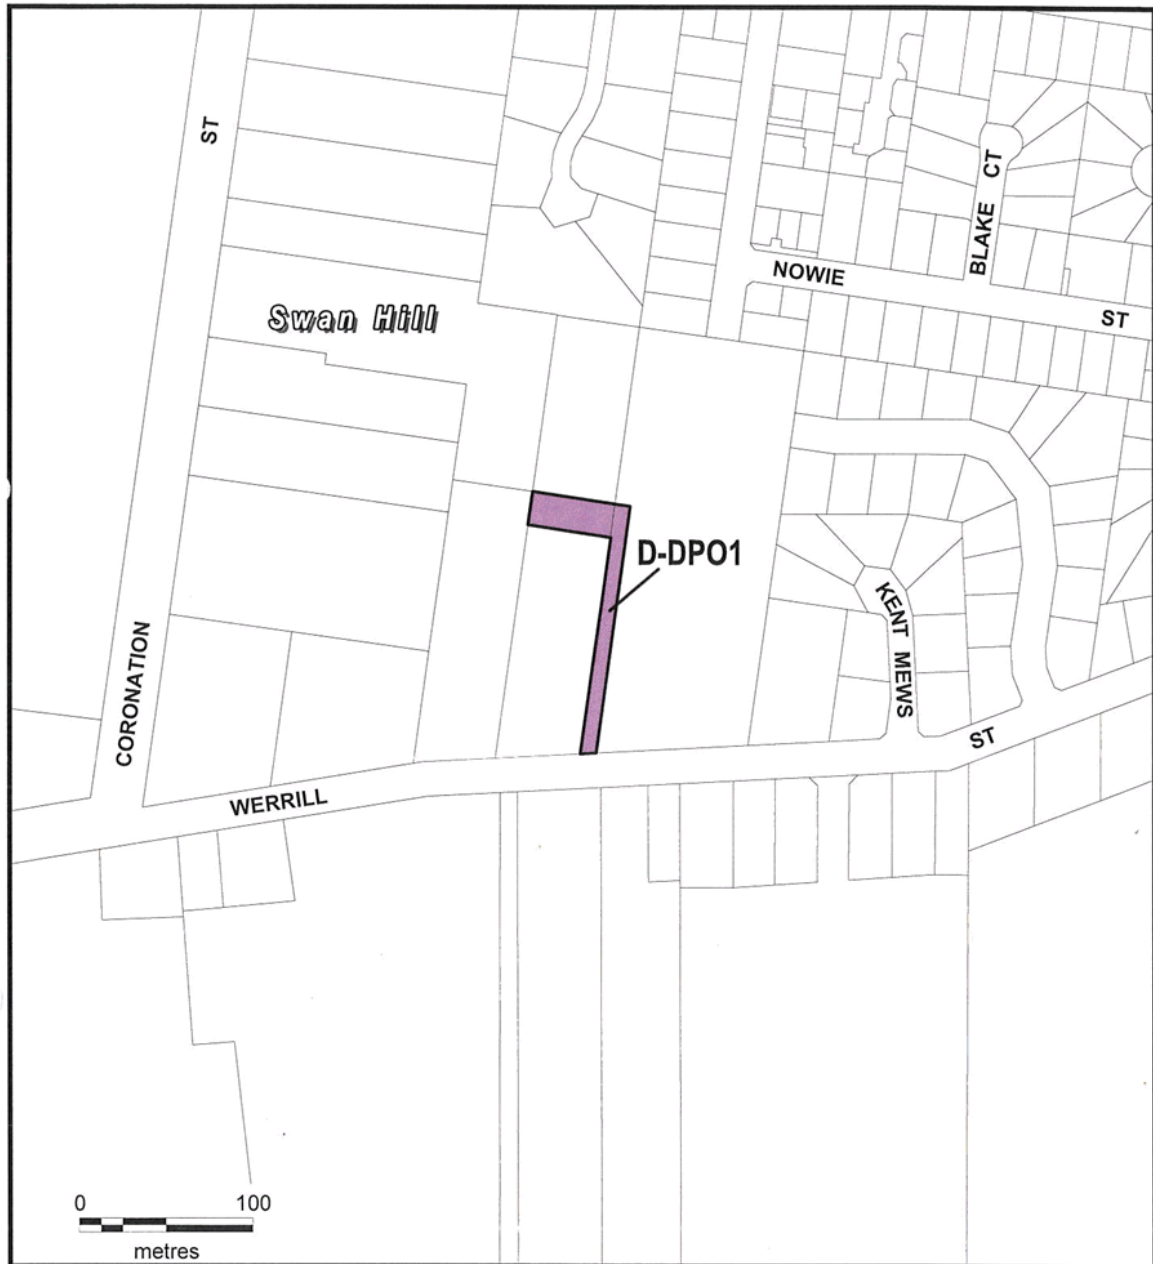 ST
BLAKE CT
NOWIE
ST
Swan Hill
D-DPO1
KENT MEWS
CORONATION
ST
WERRILL
0 100
metres